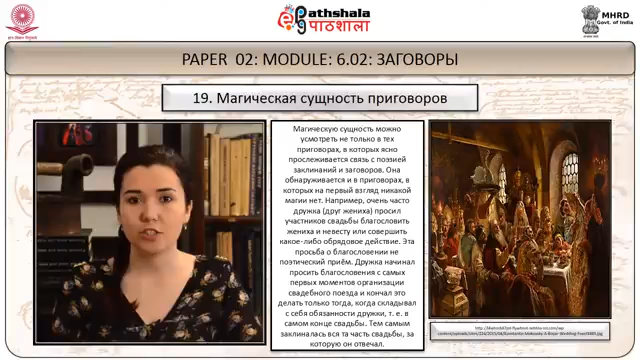 ePathshala
पाठशाला
MHRD
Govt. of India
PAPER 02: MODULE: 6.02: ЗАГОВОРЫ
19. Магическая сущность приговоров
Магическую сущность можно
усмотреть не только в тех
приговорах, в которых ясно
прослеживается связь с поэзией
заклинаний и заговоров. Она
обнаруживается и в приговорах, в
которых на первый взгляд никакой
магии нет. Например, очень часто
дружка (друг жениха) просил
участников свадьбы благословить
жениха и невесту или совершить
какое-либо обрядовое действие. Эта
просьба о благословении не
поэтический приём. Дружка начинал
просить благословения с самых
первых моментов организации
свадебного поезда и кончал это
делать только тогда, когда складывал
с себя обязанности дружки, т. е. в
самом конце свадьбы. Тем самым
заклиналась вся та часть свадьбы, за
которую он отвечал.